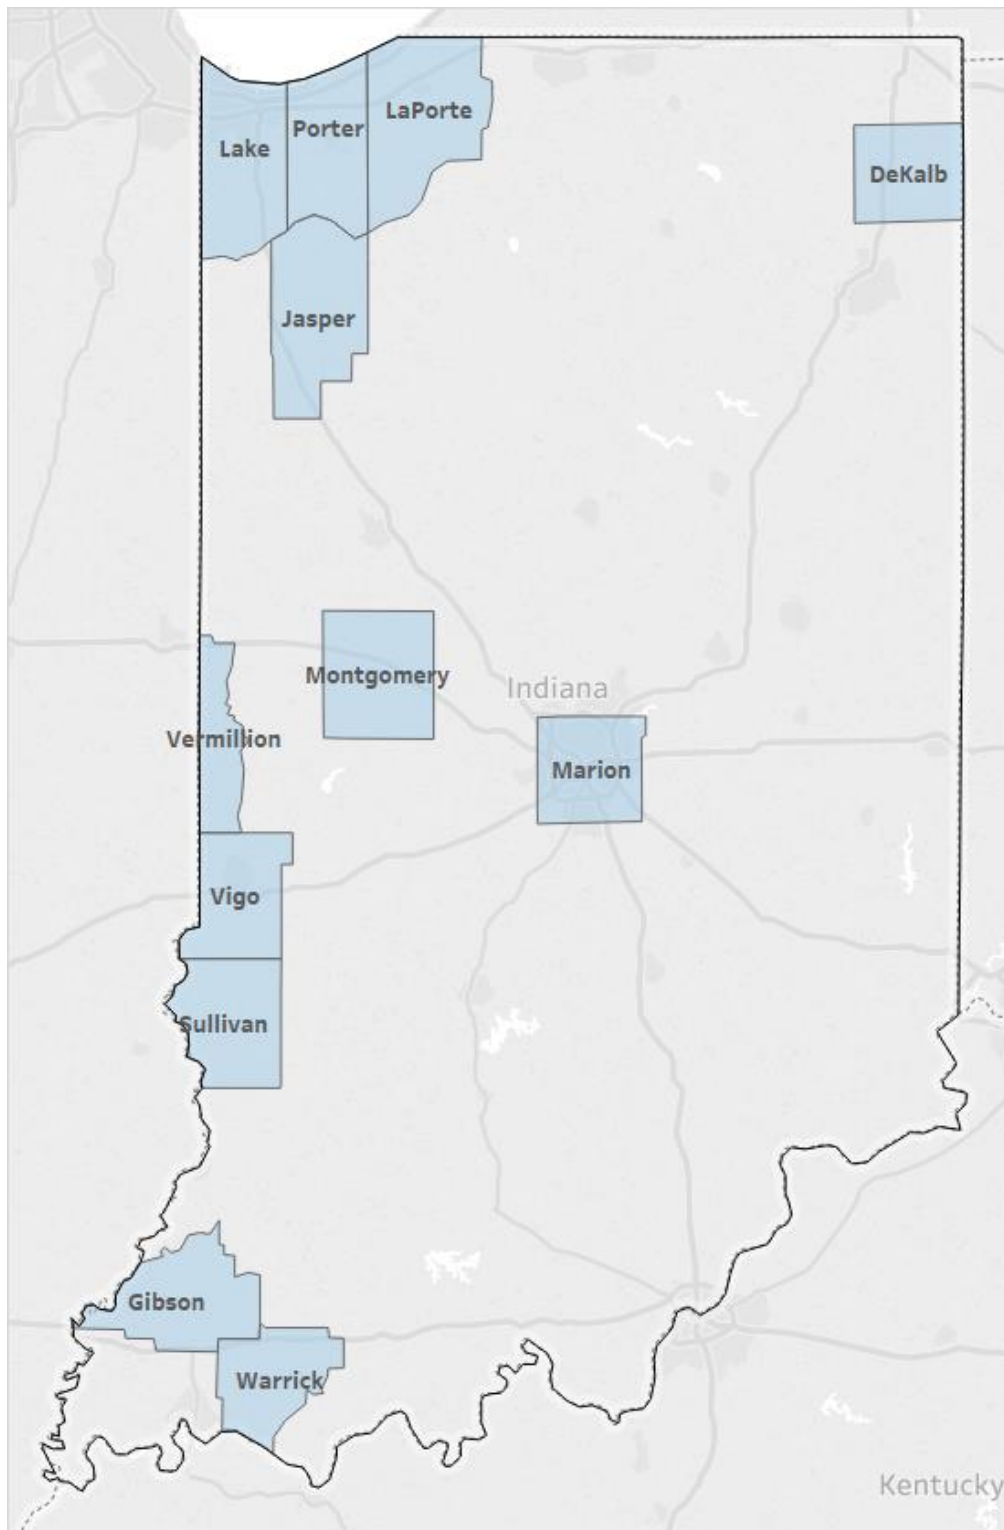 LaPorte
Porter
Lake
DeKalb
Jasper
Montgomery
Indiana
Vermillion
Marion
Vigo
Sullivan
Gibson
Warrick
Kentucky